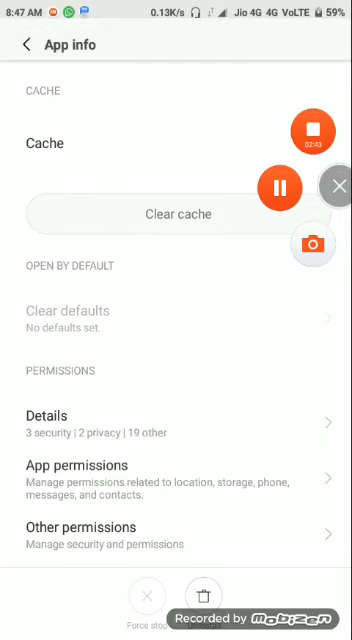 8:47 AM 0.13K/s Jio 4G 4G VoLTE 59%
App info
CACHE
Cache
02:43
Clear cache
OPEN BY DEFAULT
Clear defaults
No defaults set.
PERMISSIONS
Details
3 security | 2 privacy | 19 other
App permissions
Manage permissions related to location, storage, phone,
messages, and contacts.
Other permissions
Manage security and permissions
Force stop Uninstall
Recorded by mobizen